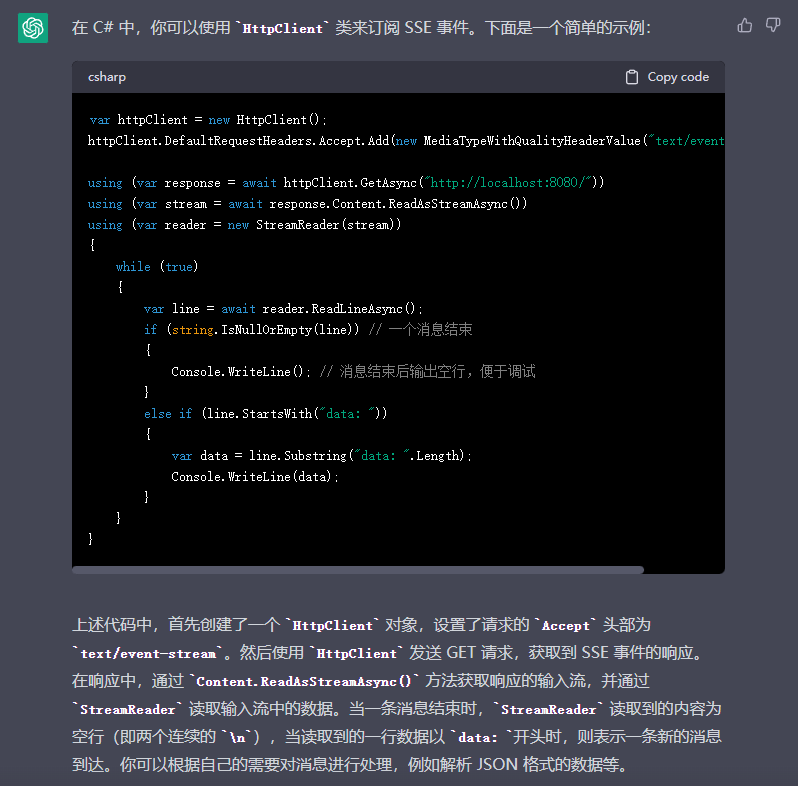 在 C# 中，你可以使用 `HttpClient` 类来订阅 SSE 事件。下面是一个简单的示例：
csharp
Copy code
var httpClient = new HttpClient();
httpClient.DefaultRequestHeaders.Accept.Add(new MediaTypeWithQualityHeaderValue("text/event
using (var response = await httpClient.GetAsync("http://localhost:8080/"))
using (var stream = await response.Content.ReadAsStreamAsync())
using (var reader = new StreamReader(stream))
{
    while (true)
    {
        var line = await reader.ReadLineAsync();
        if (string.IsNullOrEmpty(line)) // 一个消息结束
        {
            Console.WriteLine(); // 消息结束后输出空行，便于调试
        }
        else if (line.StartsWith("data: "))
        {
            var data = line.Substring("data: ".Length);
            Console.WriteLine(data);
        }
    }
}
上述代码中，首先创建了一个 `HttpClient` 对象，设置了请求的 `Accept` 头部为
`text/event-stream`。然后使用 `HttpClient` 发送 GET 请求，获取到 SSE 事件的响应。
在响应中，通过 `Content.ReadAsStreamAsync()` 方法获取响应的输入流，并通过
`StreamReader` 读取输入流中的数据。当一条消息结束时，`StreamReader` 读取到的内容为
空行（即两个连续的 `\n`），当读取到的一行数据以 `data: `开头时，则表示一条新的消息
到达。你可以根据自己的需要对消息进行处理，例如解析 JSON 格式的数据等。